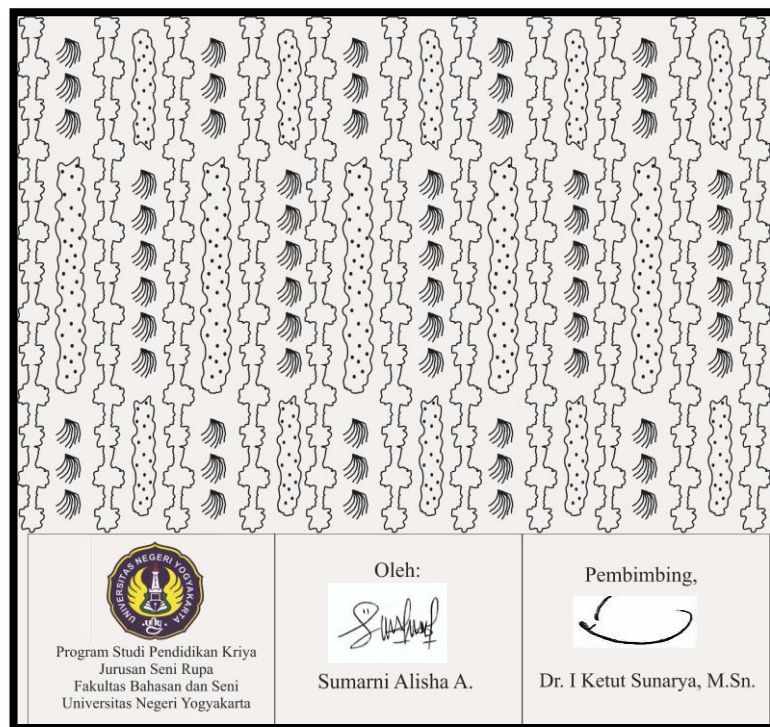 UNIVERSITAS NEGERI YOGYAKARTA
Program Studi Pendidikan Kriya
Jurusan Seni Rupa
Fakultas Bahasan dan Seni
Universitas Negeri Yogyakarta
Oleh:
Sumarni Alisha A.
Pembimbing,
Dr. I Ketut Sunarya, M.Sn.